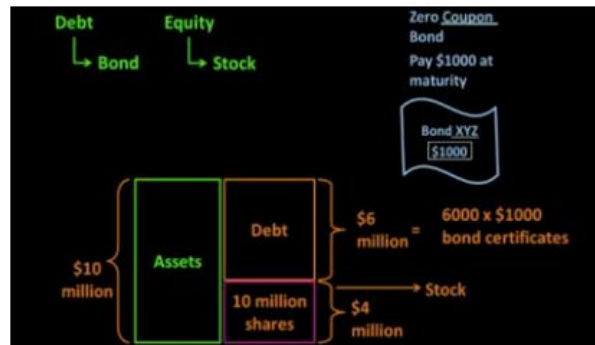 Debt
Equity
Bond
Stock
Zero Coupon
Bond
Pay $1000 at
maturity
Bond XYZ
$1000
$10
million
Assets
Debt
10 million
shares
$6
million
=
6000 x $1000
bond certificates
Stock
$4
million